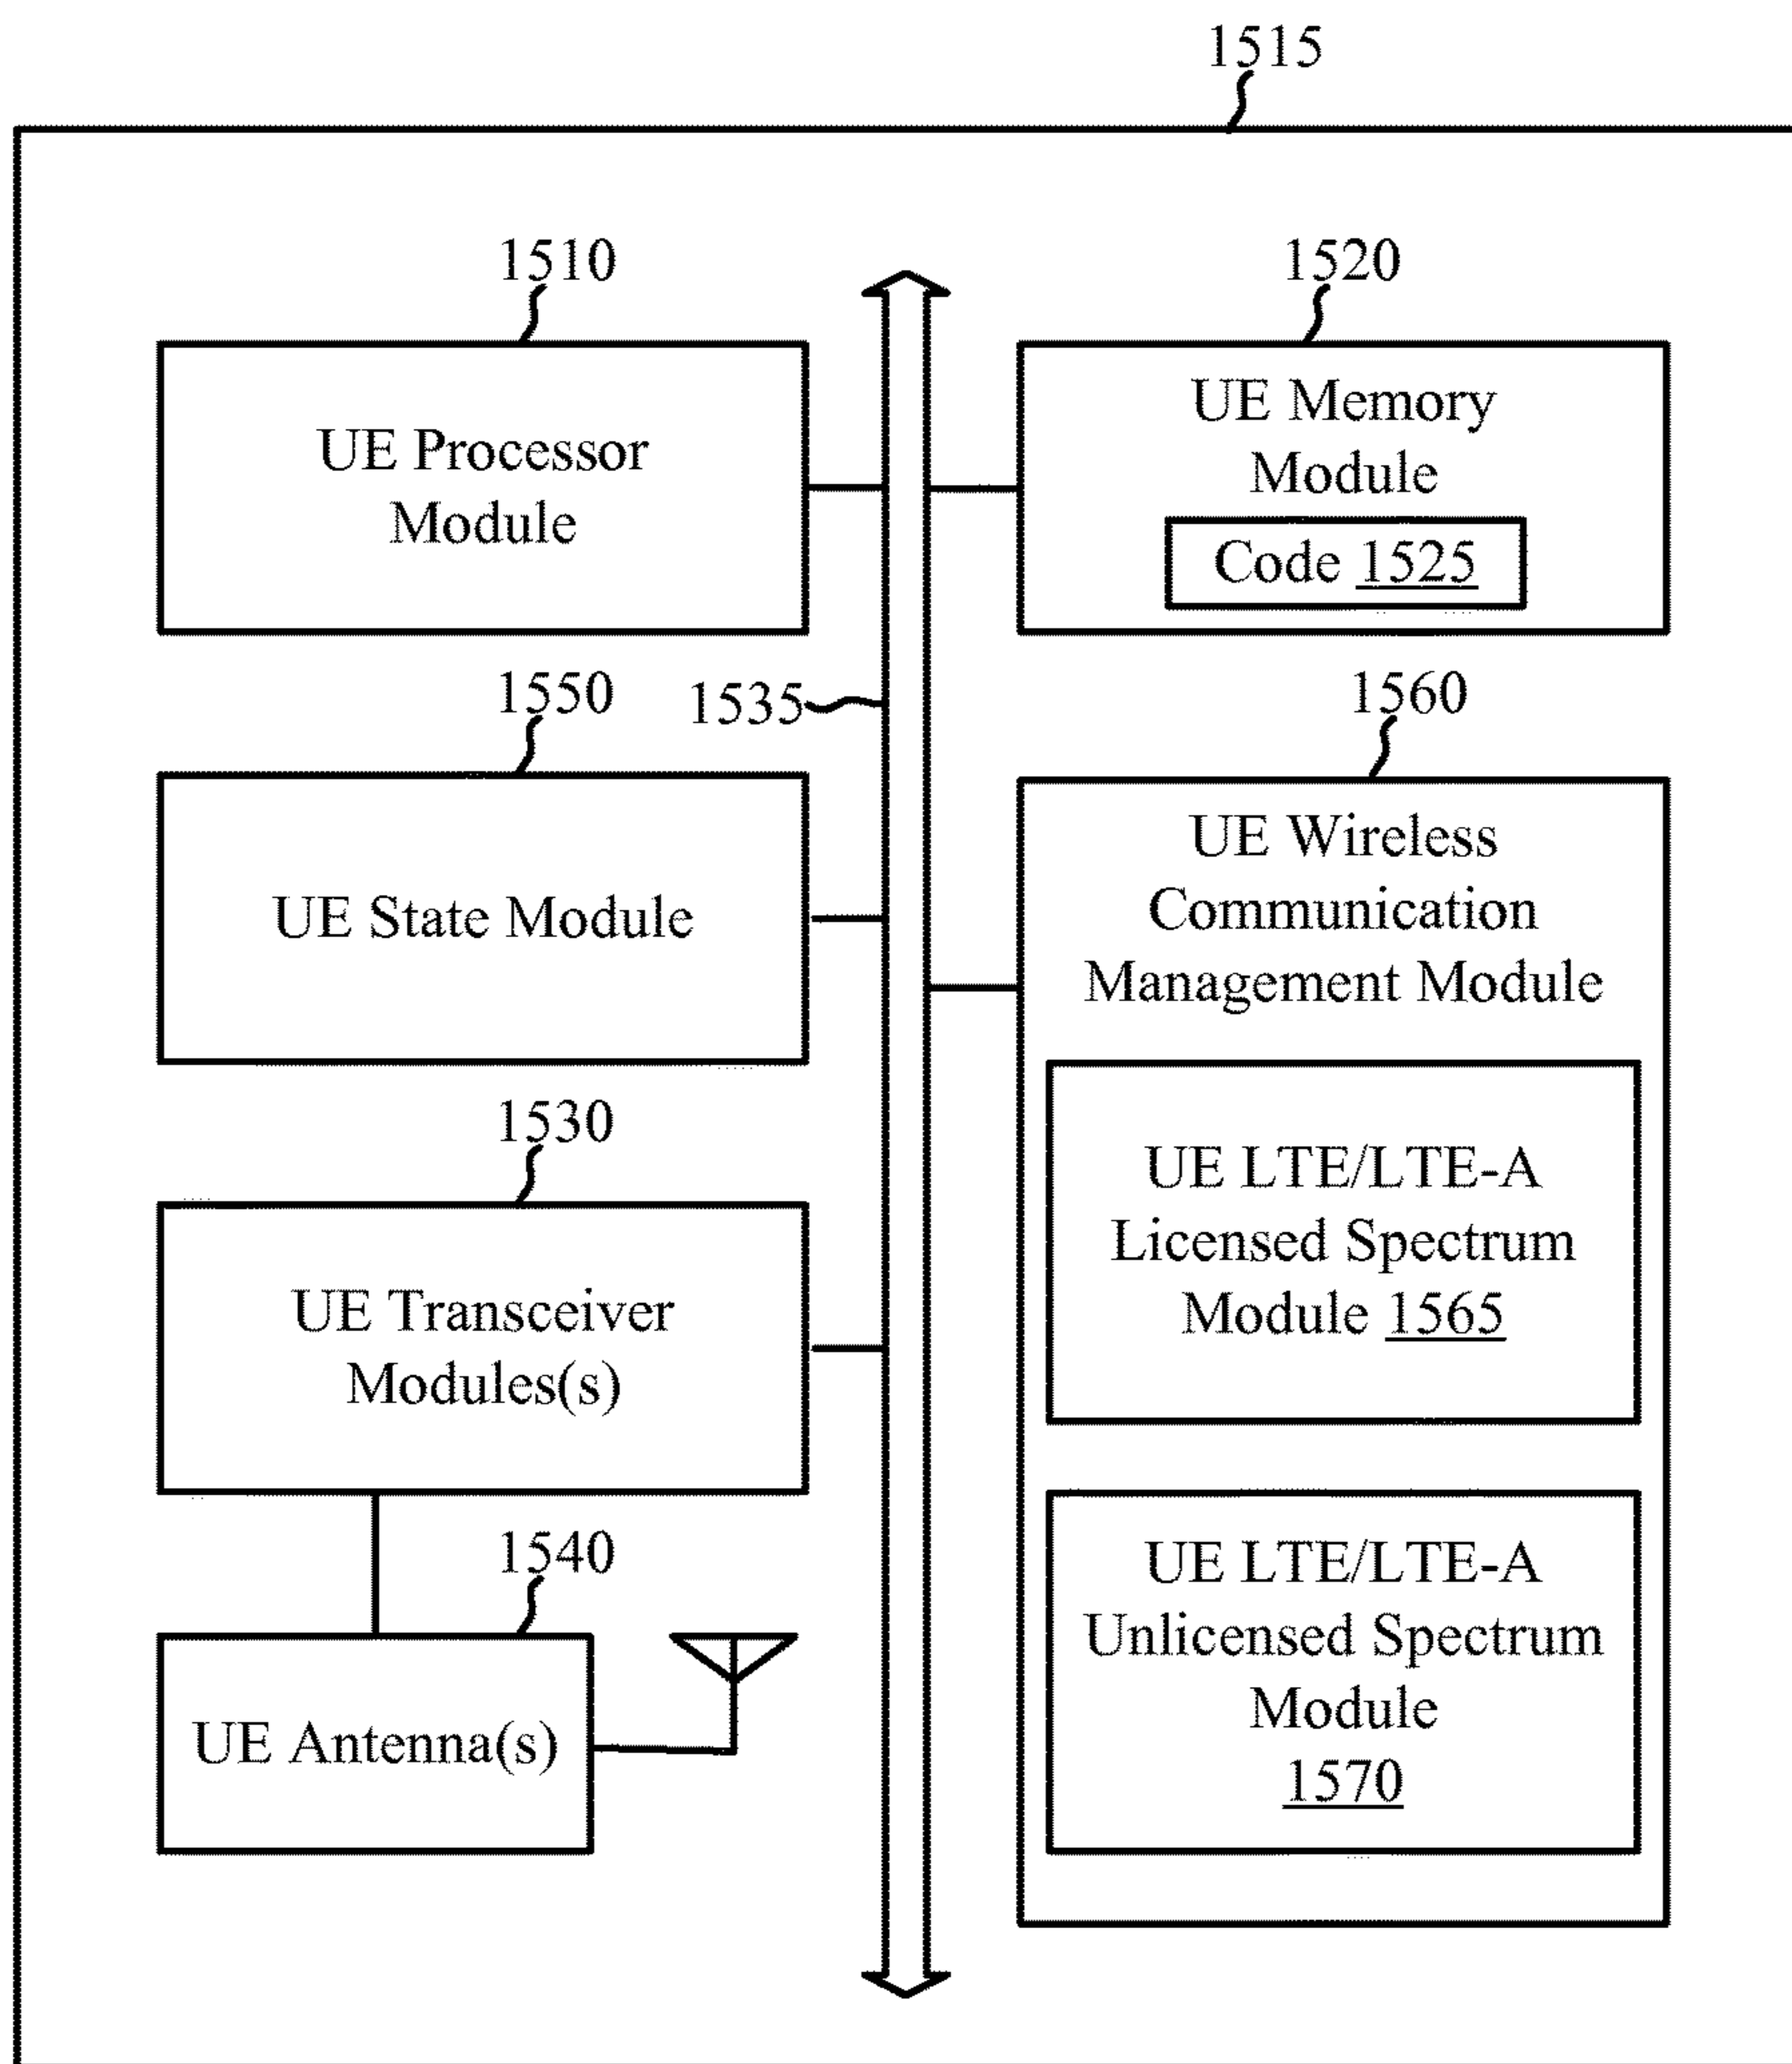 1515
1510
1520
UE Processor
Module
UE Memory
Module
Code 1525
1550
1535
1560
UE State Module
UE Wireless
Communication
Management Module
1530
UE Transceiver
Modules(s)
UE LTE/LTE-A
Licensed Spectrum
Module 1565
1540
UE Antenna(s)
UE LTE/LTE-A
Unlicensed Spectrum
Module
1570